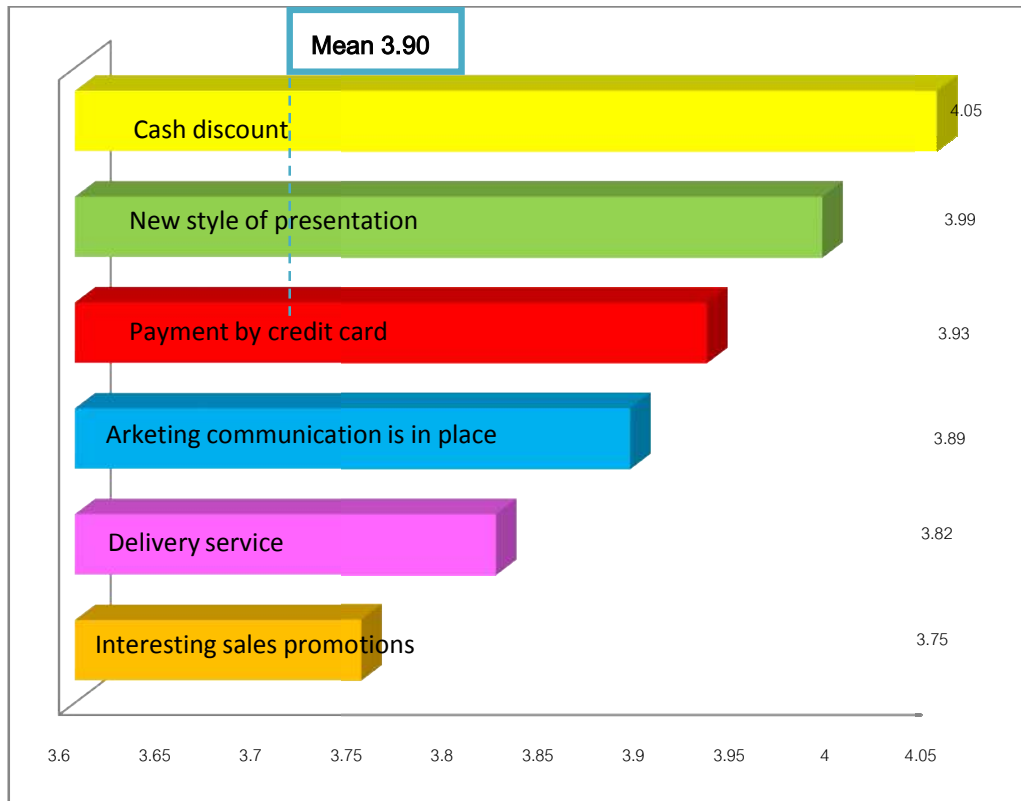 Mean 3.90
Cash discount
4.05
New style of presentation
3.99
Payment by credit card
3.93
Arketing communication is in place
3.89
Delivery service
3.82
Interesting sales promotions
3.75
3.6 3.65 3.7 3.75 3.8 3.85 3.9 3.95 4 4.05